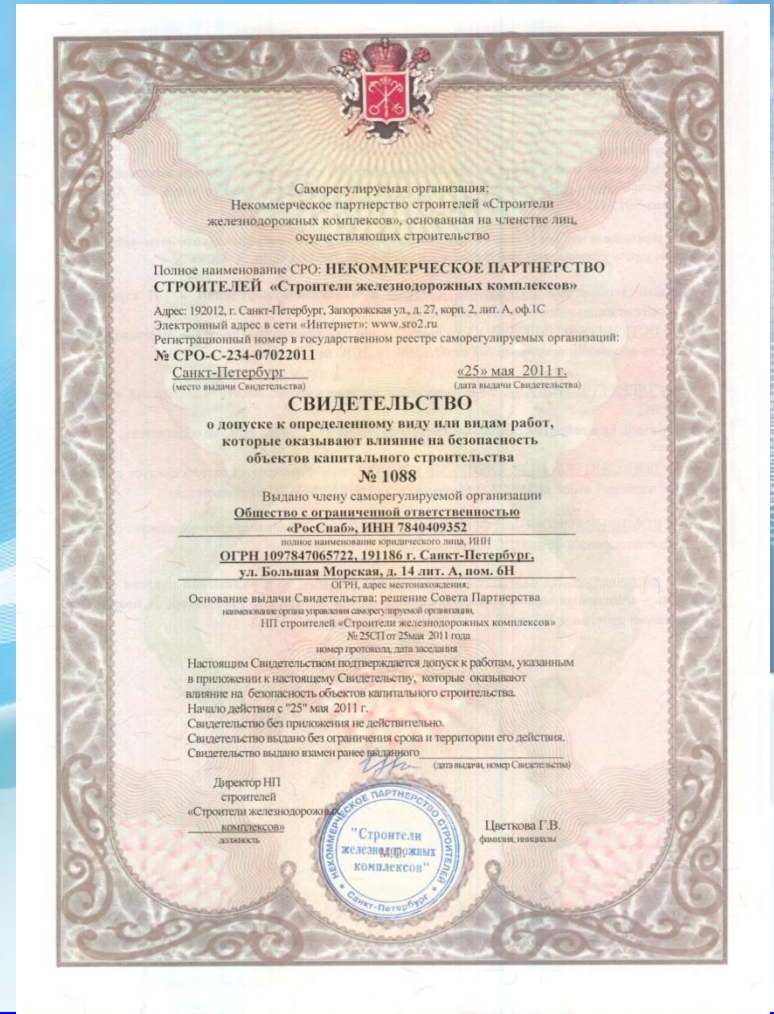 Саморегулируемая организация:
Некоммерческое партнерство строителей «Строители
железнодорожных комплексов», основанная на членстве лиц,
осуществляющих строительство
Полное наименование СРО: НЕКОММЕРЧЕСКОЕ ПАРТНЕРСТВО
СТРОИТЕЛЕЙ «Строители железнодорожных комплексов»
Адрес: 192012, г. Санкт-Петербург, Запорожская ул., д. 27, корп. 2, лит. А, оф.1С
Электронный адрес в сети «Интернет»: www.sro2.ru
Регистрационный номер в государственном реестре саморегулируемых организаций:
№ СРО-С-234-07022011
Санкт-Петербург «25» мая 2011 г.
(место выдачи Свидетельства) (дата выдачи Свидетельства)
СВИДЕТЕЛЬСТВО
о допуске к определенному виду или видам работ,
которые оказывают влияние на безопасность
объектов капитального строительства
№ 1088
Выдано члену саморегулируемой организации
Общество с ограниченной ответственностью
«РосСнаб», ИНН 7840409352
полное наименование юридического лица, ИНН
ОГРН 1097847065722, 191186 г. Санкт-Петербург,
ул. Большая Морская, д. 14 лит. А, пом. 6Н
ОГРН, адрес местонахождения;
Основание выдачи Свидетельства: решение Совета Партнерства
наименование органа управления саморегулируемой организации,
НП строителей «Строители железнодорожных комплексов»
№ 25СП от 25мая 2011 года
номер протокола, дата заседания
Настоящим Свидетельством подтверждается допуск к работам, указанным
в приложении к настоящему Свидетельству, которые оказывают
влияние на безопасность объектов капитального строительства.
Начало действия с "25" мая 2011 г.
Свидетельство без приложения не действительно.
Свидетельство выдано без ограничения срока и территории его действия.
Свидетельство выдано взамен ранее выданного
(дата выдачи, номер Свидетельства)
Директор НП
строителей
«Строители железнодорожных
комплексов»
должность
Цветкова Г.В.
фамилия, инициалы
НЕКОММЕРЧЕСКОЕ ПАРТНЕРСТВО СТРОИТЕЛЕЙ
"Строители
железнодорожных
комплексов"
М.П.
Санкт-Петербург